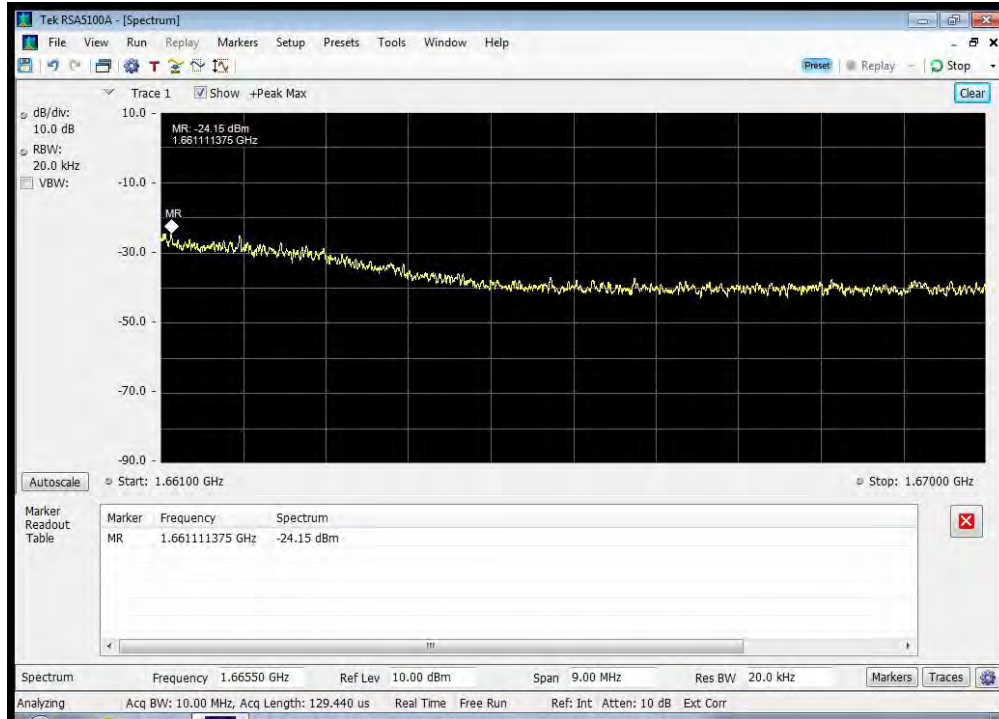 Tek RSA5100A - [Spectrum]
File View Run Replay Markers Setup Presets Tools Window Help
T
Preset Replay Stop
Trace 1 Show +Peak Max Clear
dB/div: 10.0
10.0 dB
MR: -24.15 dBm
1.661111375 GHz
RBW:
20.0 kHz
VBW: -10.0
MR
-30.0
-50.0
-70.0
-90.0
Autoscale Start: 1.66100 GHz Stop: 1.67000 GHz
Marker
Readout
Table
Marker Frequency Spectrum
MR 1.661111375 GHz -24.15 dBm
Spectrum Frequency 1.66550 GHz Ref Lev 10.00 dBm Span 9.00 MHz Res BW 20.0 kHz Markers Traces
Analyzing Acq BW: 10.00 MHz, Acq Length: 129.440 us Real Time Free Run Ref: Int Atten: 10 dB Ext Corr